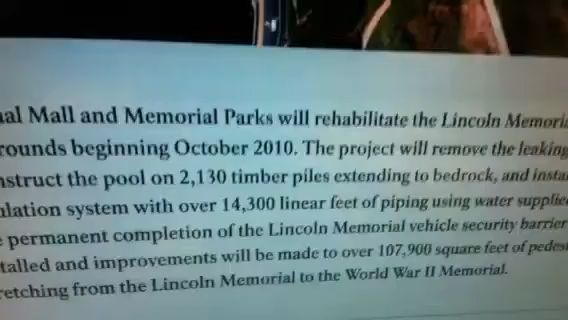 nal Mall and Memorial Parks will rehabilitate the Lincoln Memoria
rounds beginning October 2010. The project will remove the leaking
nstruct the pool on 2,130 timber piles extending to bedrock, and insta
ulation system with over 14,300 linear feet of piping using water supplie
e permanent completion of the Lincoln Memorial vehicle security barrier
talled and improvements will be made to over 107,900 square feet of pedes
retching from the Lincoln Memorial to the World War II Memorial.